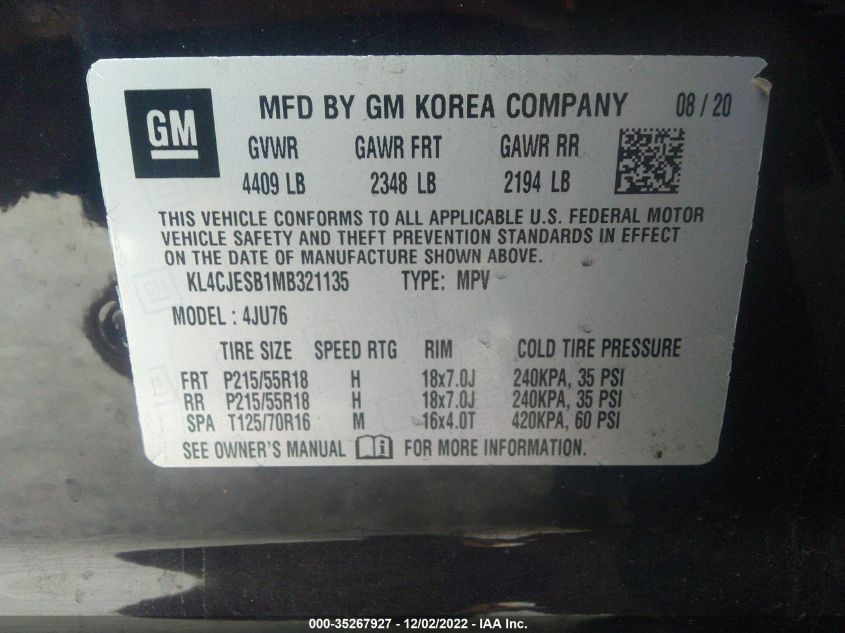 GM
MFD BY GM KOREA COMPANY 08 / 20
GVWR GAWR FRT GAWR RR
4409 LB 2348 LB 2194 LB
THIS VEHICLE CONFORMS TO ALL APPLICABLE U.S. FEDERAL MOTOR
VEHICLE SAFETY AND THEFT PREVENTION STANDARDS IN EFFECT
ON THE DATE OF MANUFACTURE SHOWN ABOVE.
KL4CJESB1MB321135 TYPE: MPV
MODEL : 4JU76
TIRE SIZE SPEED RTG RIM COLD TIRE PRESSURE
FRT P215/55R18 H 18x7.0J 240KPA, 35 PSI
RR P215/55R18 H 18x7.0J 240KPA, 35 PSI
SPA T125/70R16 M 16x4.0T 420KPA, 60 PSI
SEE OWNER'S MANUAL i FOR MORE INFORMATION.
000-35267927 - 12/02/2022 - IAA Inc.